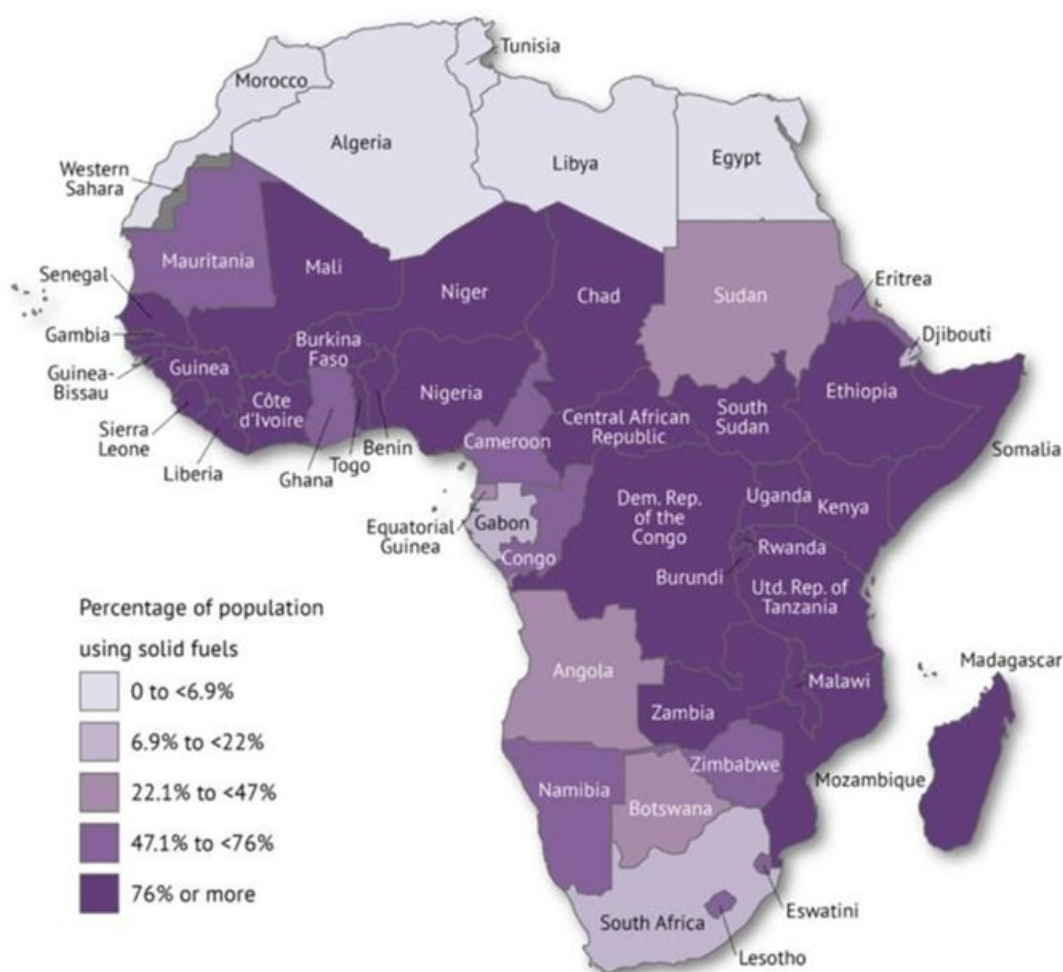 Tunisia
Morocco
Algeria
Libya
Egypt
Western
Sahara
Mauritania
Mali
Niger
Chad
Sudan
Eritrea
Senegal
Gambia
Guinea-
Bissau
Guinea
Burkina
Faso
Nigeria
Djibouti
Ethiopia
Côte
d'Ivoire
Sierra
Leone
Liberia
Ghana
Togo
Benin
Cameroon
Central African
Republic
South
Sudan
Somalia
Equatorial
Guinea
Gabon
Congo
Dem. Rep.
of the
Congo
Uganda
Kenya
Rwanda
Burundi
Utd. Rep. of
Tanzania
Percentage of population
using solid fuels
0 to <6.9%
6.9% to <22%
22.1% to <47%
47.1% to <76%
76% or more
Angola
Zambia
Malawi
Madagascar
Namibia
Zimbabwe
Botswana
Mozambique
South Africa
Eswatini
Lesotho